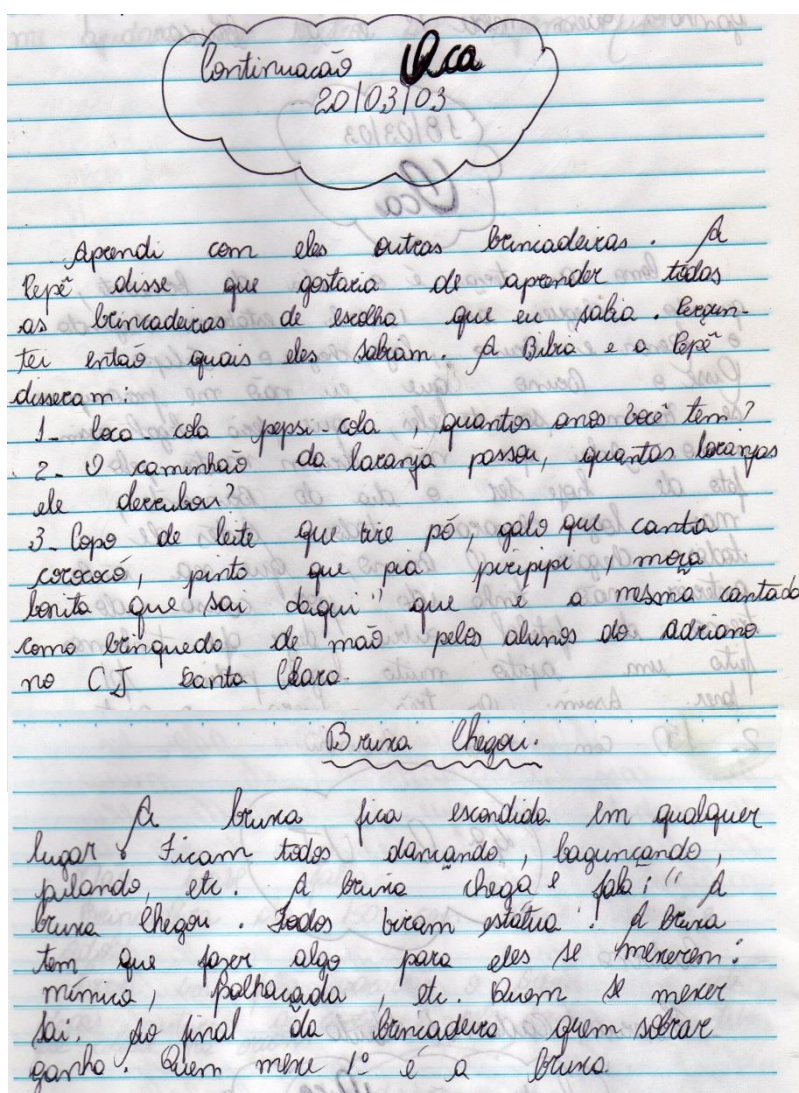 Continuação Oca
20/03/03
Aprendi com eles outras brincadeiras. A
Pepê disse que gostaria de aprender todas
as brincadeiras de escolha que eu sabia. Pergun-
tei então quais eles sabiam. A Bibia e a Pepê
disseram:
1- Coca-cola pepsi-cola, quantos anos você tem?
2- O caminhão da laranja passou, quantas laranjas
ele derrubou?
3- Copo de leite que tire pó, galo que canta
corococó, pinto que pia piripipi, moça
bonita que sai daqui" que é a mesma cantada
como brinquedo de mão pelos alunos do adriano
no CJ Santa Clara.
Bruxa Chegou.
A bruxa fica escondida em qualquer
lugar. Ficam todos dançando, bagunçando,
pulando, etc. A bruxa chega e fala: "A
bruxa Chegou. Todos viram estátua"! A bruxa
tem que fazer algo para eles se mexerem:
mímica, palhaçada, etc. Quem se mexer
sai. Ao final da brincadeira quem sobrar
ganha. Quem mexe 1º é a bruxa.